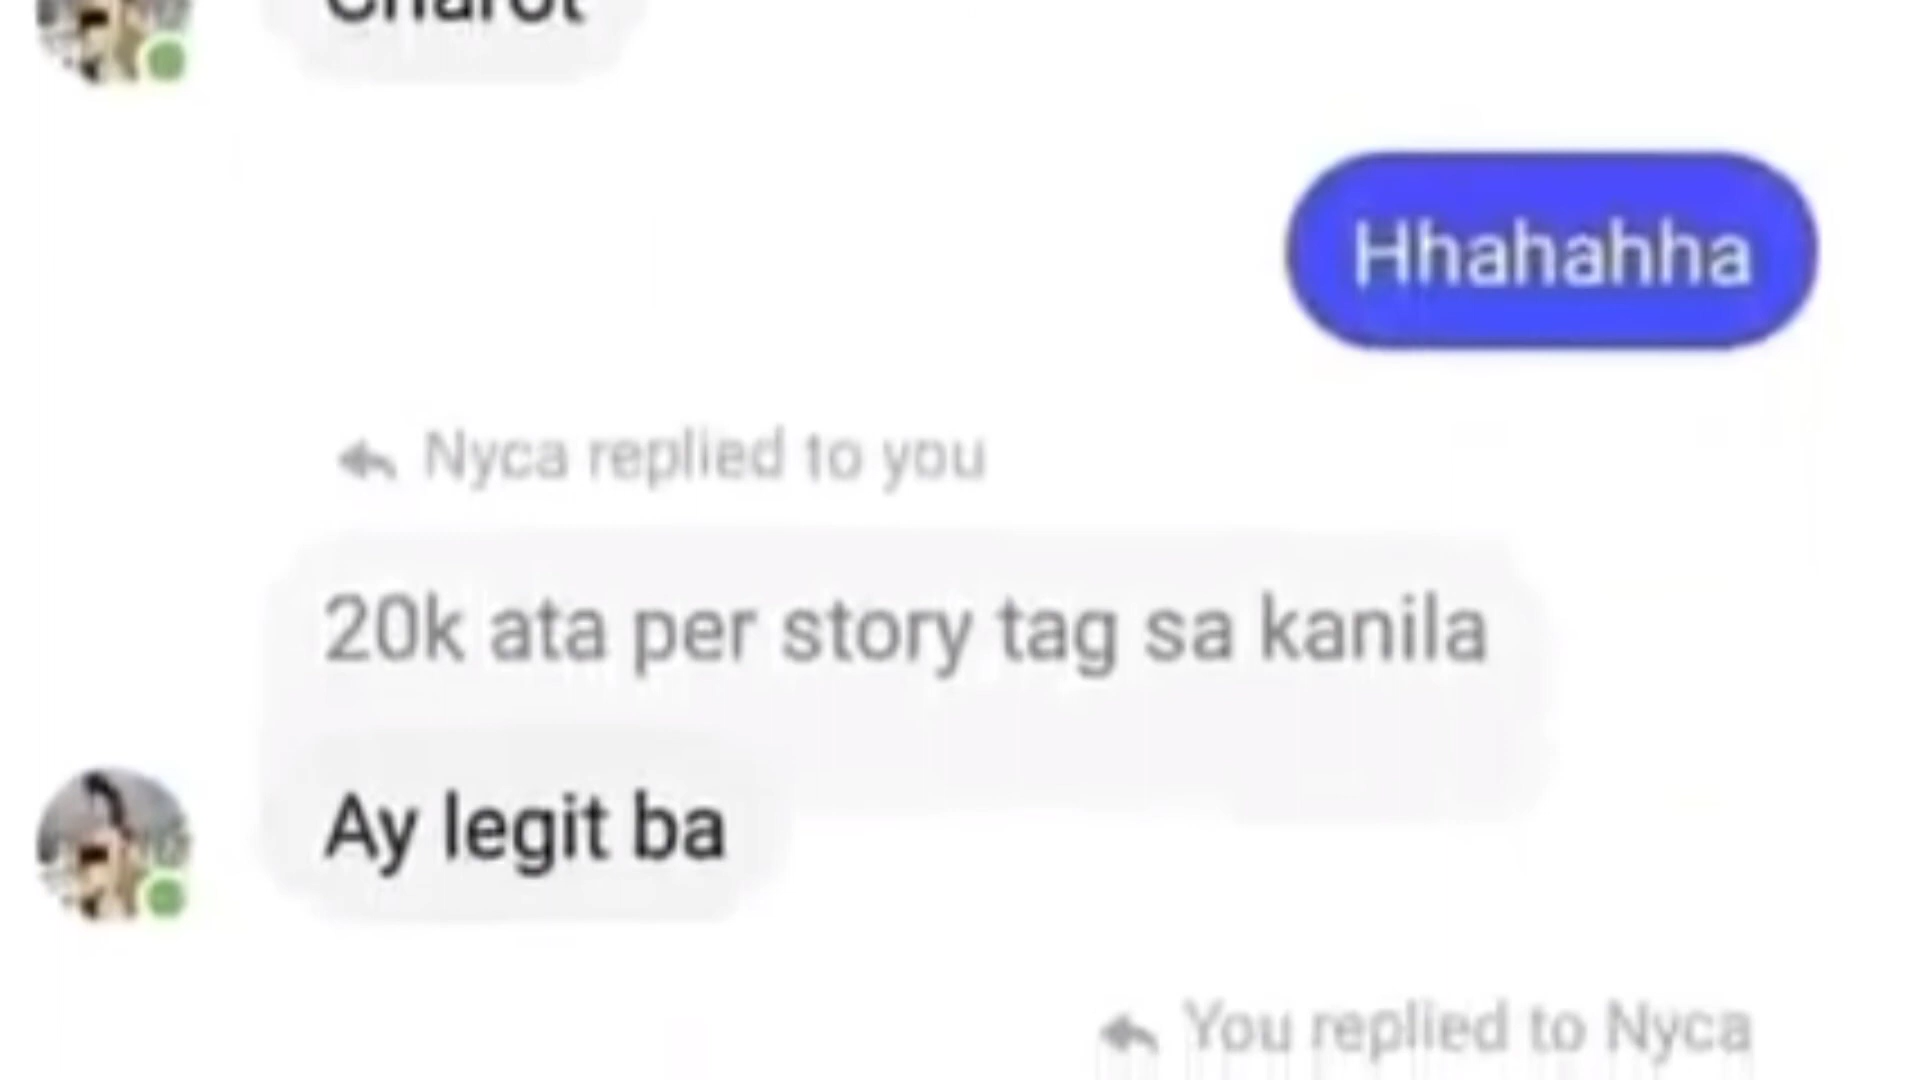 Charot
Hhahahha
Nyca replied to you
20k ata per story tag sa kanila
Ay legit ba
You replied to Nyca